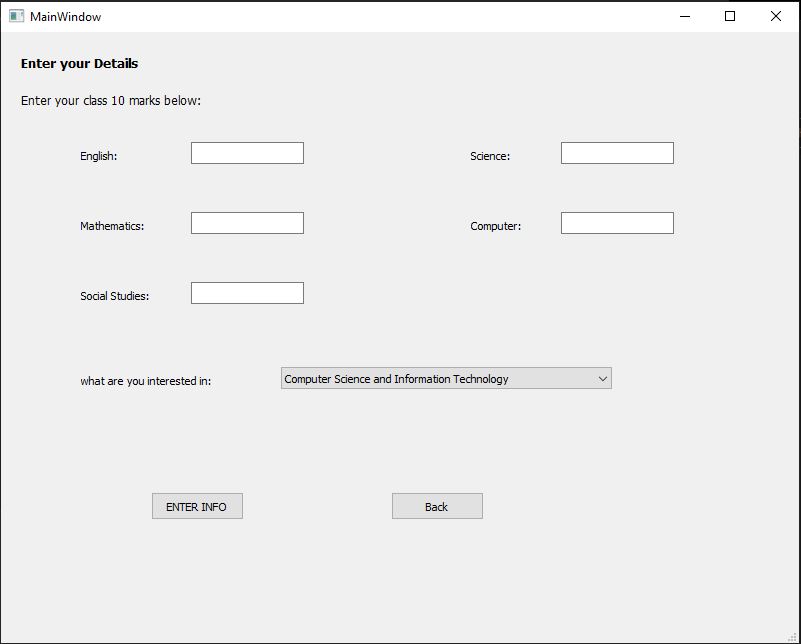 MainWindow
Enter your Details
Enter your class 10 marks below:
English:
Science:
Mathematics:
Computer:
Social Studies:
what are you interested in:
Computer Science and Information Technology
ENTER INFO
Back